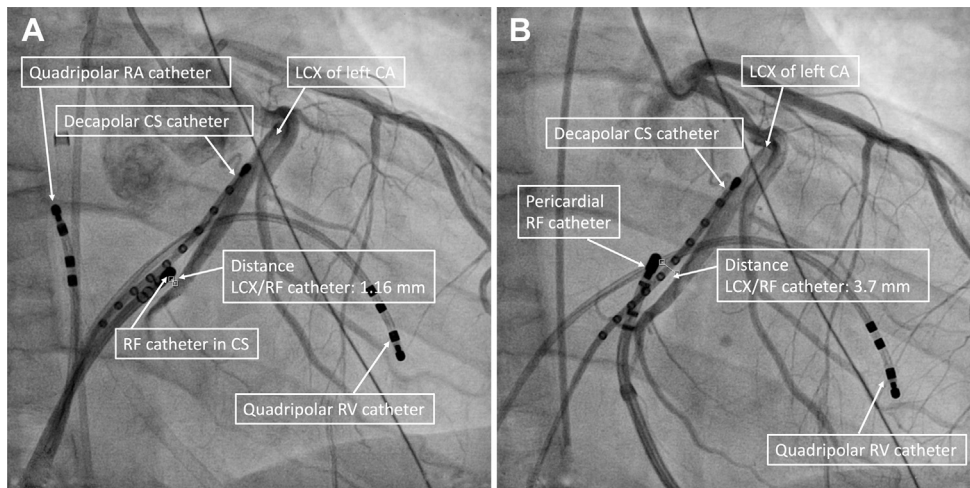 A
Quadripolar RA catheter
LCX of left CA
Decapolar CS catheter
Distance
LCX/RF catheter: 1.16 mm
RF catheter in CS
Quadripolar RV catheter
B
LCX of left CA
Decapolar CS catheter
Pericardial
RF catheter
Distance
LCX/RF catheter: 3.7 mm
Quadripolar RV catheter